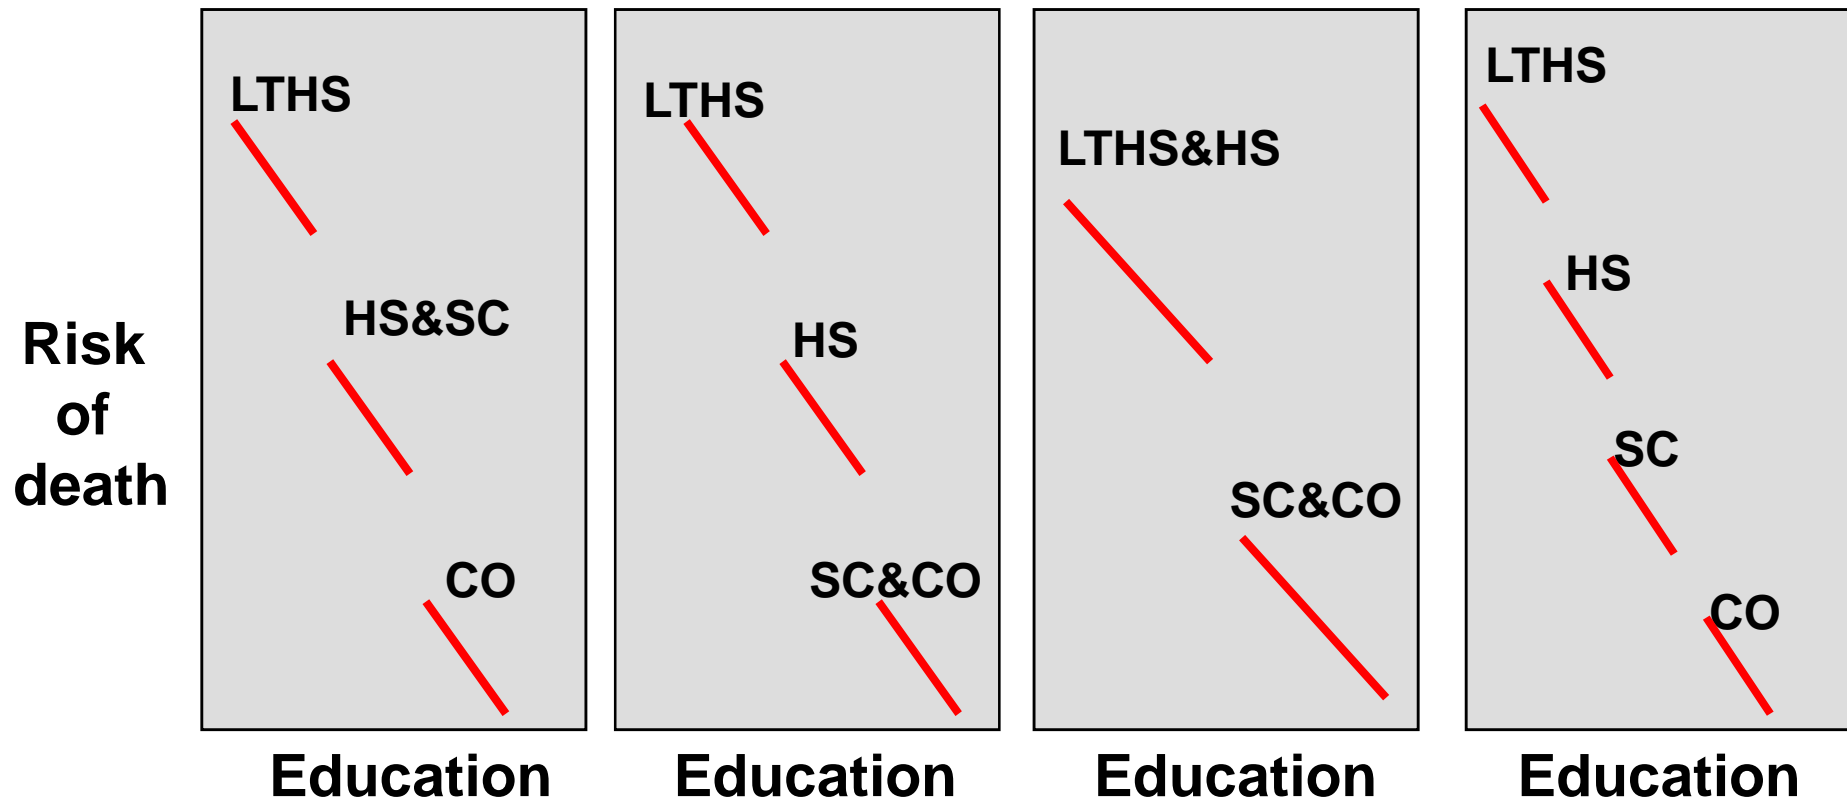 Risk
of
death
LTHS
HS&SC
CO
Education
LTHS
HS
SC&CO
Education
LTHS&HS
SC&CO
Education
LTHS
HS
SC
CO
Education